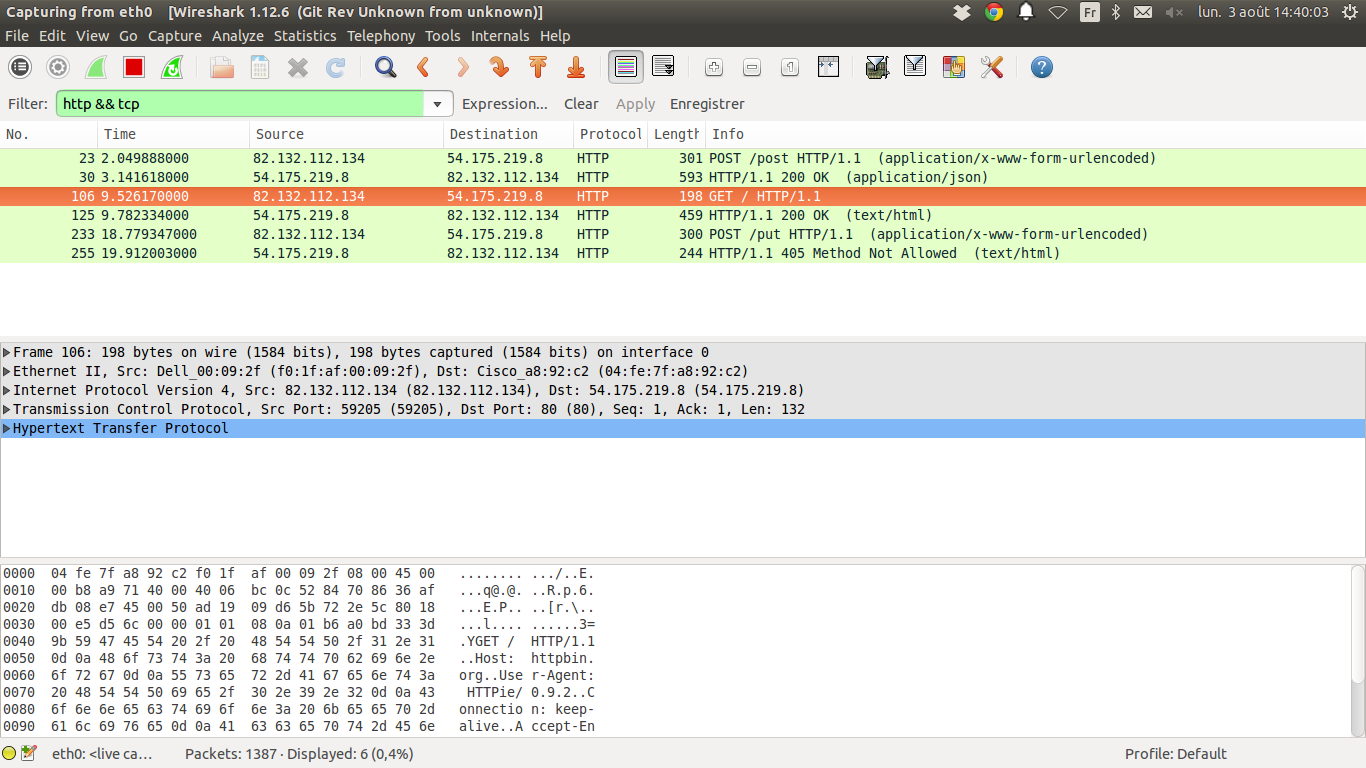 Capturing from eth0   [Wireshark 1.12.6  (Git Rev Unknown from unknown)]
Fr
lun. 3 août 14:40:03
File Edit View Go Capture Analyze Statistics Telephony Tools Internals Help
Filter: http && tcp Expression... Clear Apply Enregistrer
No. Time Source Destination Protocol Length Info
23 2.049888000 82.132.112.134 54.175.219.8 HTTP 301 POST /post HTTP/1.1  (application/x-www-form-urlencoded)
30 3.141618000 54.175.219.8 82.132.112.134 HTTP 593 HTTP/1.1 200 OK  (application/json)
106 9.526170000 82.132.112.134 54.175.219.8 HTTP 198 GET / HTTP/1.1
125 9.782334000 54.175.219.8 82.132.112.134 HTTP 459 HTTP/1.1 200 OK  (text/html)
233 18.779347000 82.132.112.134 54.175.219.8 HTTP 300 POST /put HTTP/1.1  (application/x-www-form-urlencoded)
255 19.912003000 54.175.219.8 82.132.112.134 HTTP 244 HTTP/1.1 405 Method Not Allowed  (text/html)
Frame 106: 198 bytes on wire (1584 bits), 198 bytes captured (1584 bits) on interface 0
Ethernet II, Src: Dell_00:09:2f (f0:1f:af:00:09:2f), Dst: Cisco_a8:92:c2 (04:fe:7f:a8:92:c2)
Internet Protocol Version 4, Src: 82.132.112.134 (82.132.112.134), Dst: 54.175.219.8 (54.175.219.8)
Transmission Control Protocol, Src Port: 59205 (59205), Dst Port: 80 (80), Seq: 1, Ack: 1, Len: 132
Hypertext Transfer Protocol
0000  04 fe 7f a8 92 c2 f0 1f  af 00 09 2f 08 00 45 00   ........ .../..E.
0010  00 b8 a9 71 40 00 40 06  bc 0c 52 84 70 86 36 af   ...q@.@. ..R.p.6.
0020  db 08 e7 45 00 50 ad 19  09 d6 5b 72 2e 5c 80 18   ...E.P.. ..[r.\..
0030  00 e5 d5 6c 00 00 01 01  08 0a 01 b6 a0 bd 33 3d   ...l.... ......3=
0040  9b 59 47 45 54 20 2f 20  48 54 54 50 2f 31 2e 31   .YGET /  HTTP/1.1
0050  0d 0a 48 6f 73 74 3a 20  68 74 74 70 62 69 6e 2e   ..Host:  httpbin.
0060  6f 72 67 0d 0a 55 73 65  72 2d 41 67 65 6e 74 3a   org..Use r-Agent:
0070  20 48 54 54 50 69 65 2f  30 2e 39 2e 32 0d 0a 43    HTTPie/ 0.9.2..C
0080  6f 6e 6e 65 63 74 69 6f  6e 3a 20 6b 65 65 70 2d   onnectio n: keep-
0090  61 6c 69 76 65 0d 0a 41  63 63 65 70 74 2d 45 6e   alive..A ccept-En
eth0: <live ca... Packets: 1387 · Displayed: 6 (0,4%) Profile: Default